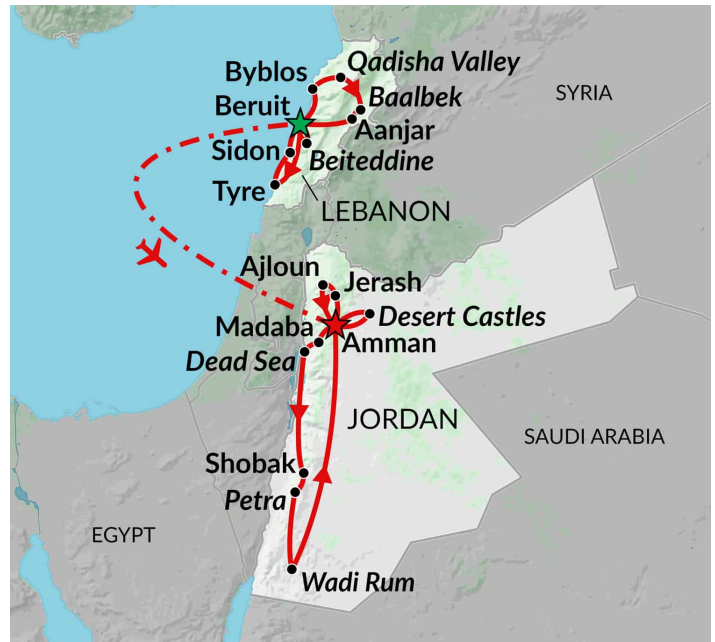 Qadisha Valley
Byblos
SYRIA
Baalbek
Beruit
Aanjar
Sidon
Beiteddine
Tyre
LEBANON
Ajloun
Jerash
Desert Castles
Madaba
Amman
Dead Sea
JORDAN
SAUDI ARABIA
Shobak
Petra
EGYPT
Wadi Rum